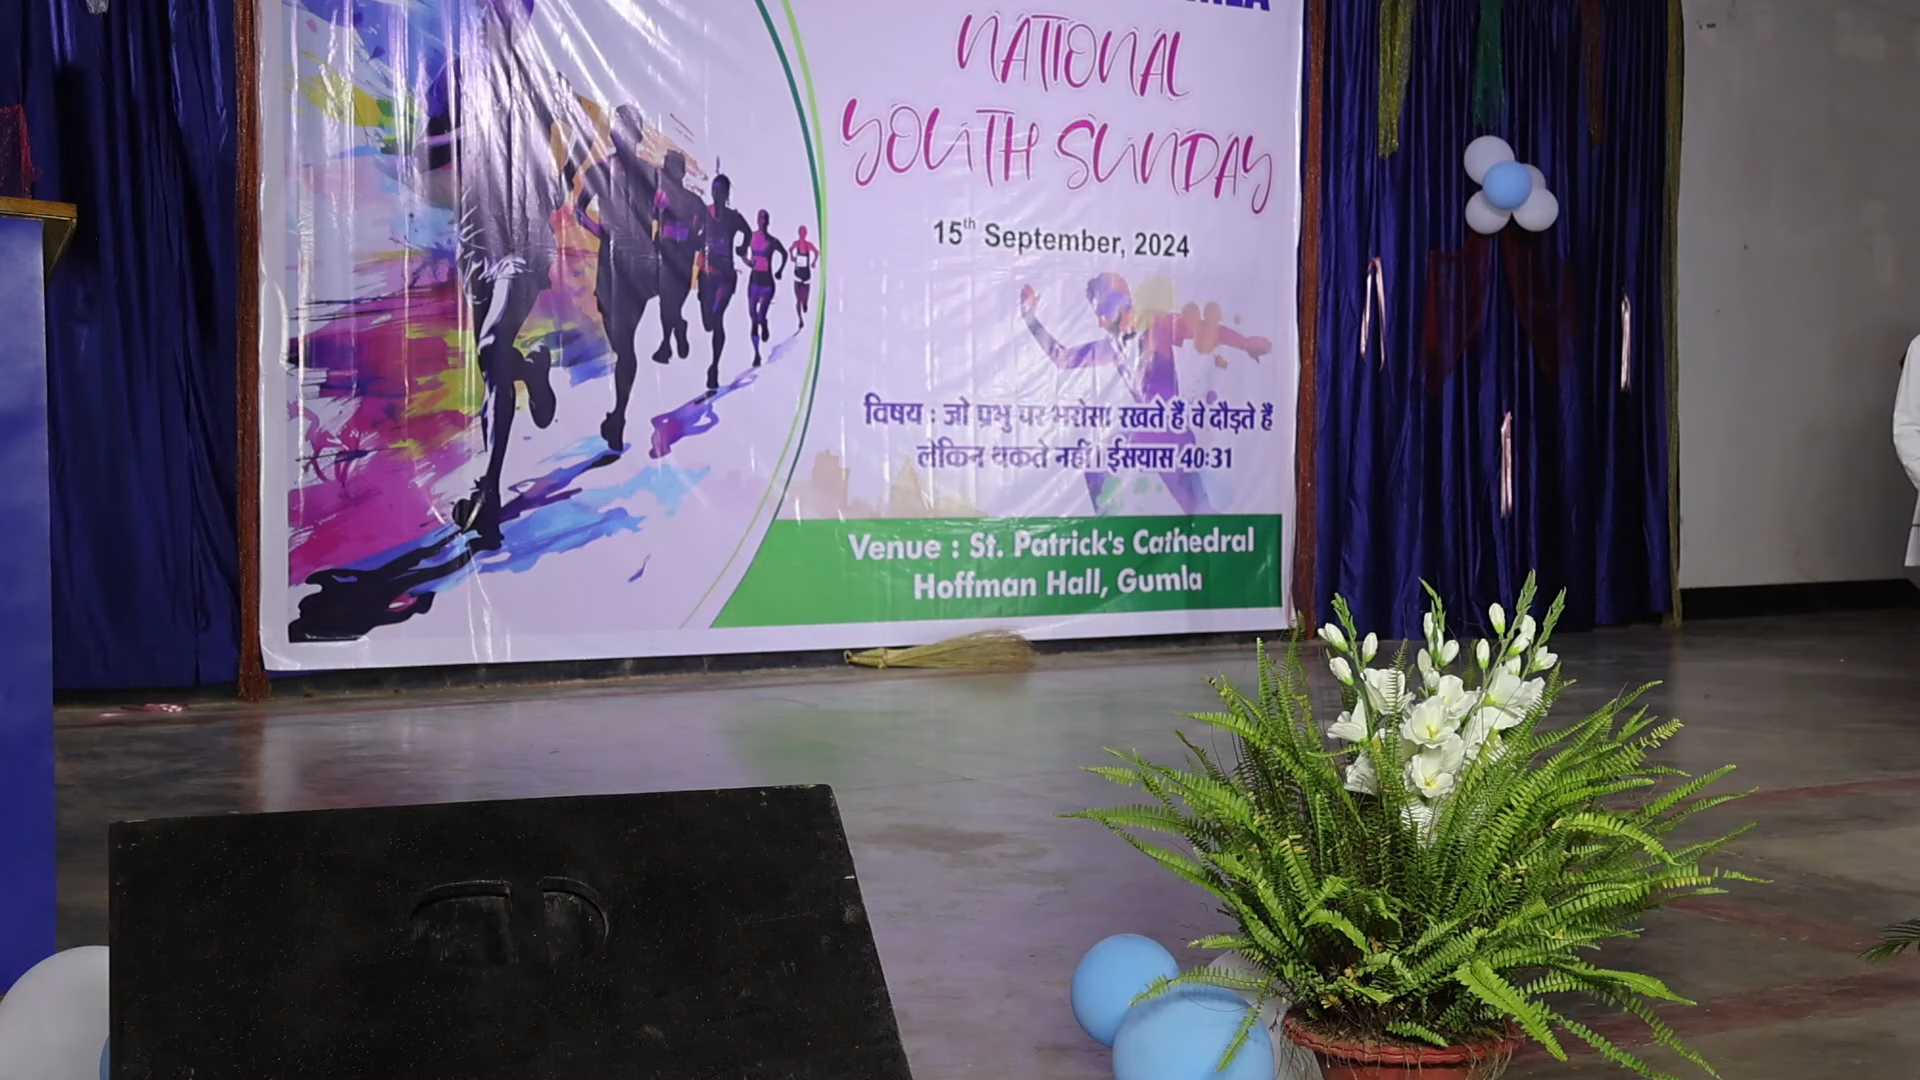 NATIONAL
YOUTH SUNDAY
15th September, 2024
विषय : जो प्रभु पर भरोसा रखते हैं वे दौड़ते हैं
लेकिन थकते नहीं। ईसयास 40:31
Venue : St. Patrick's Cathedral
Hoffman Hall, Gumla